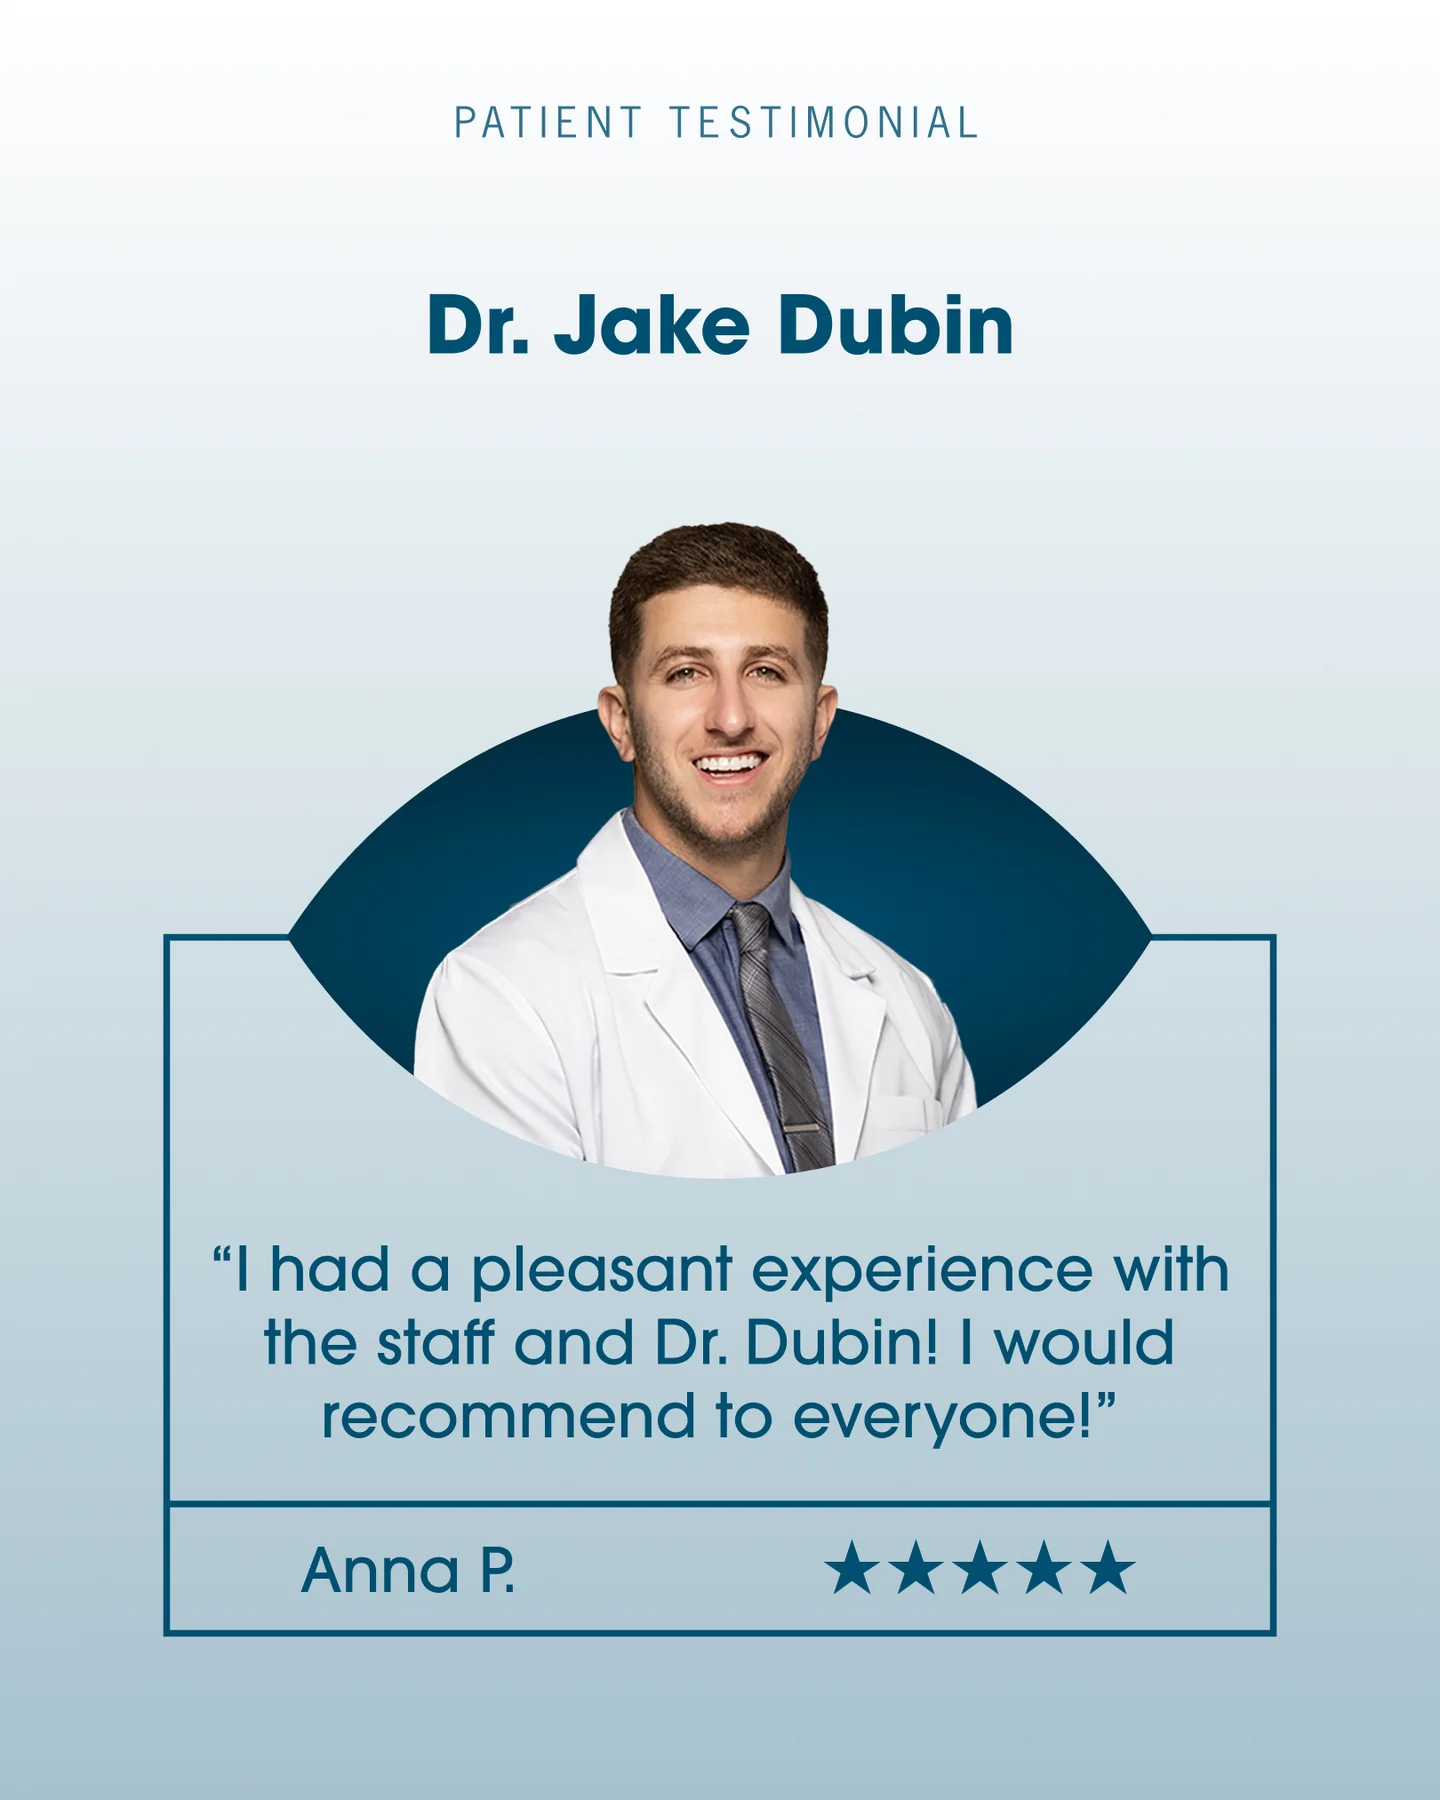 PATIENT TESTIMONIAL
Dr. Jake Dubin
“I had a pleasant experience with
the staff and Dr. Dubin! I would
recommend to everyone!”
Anna P. ★★★★★